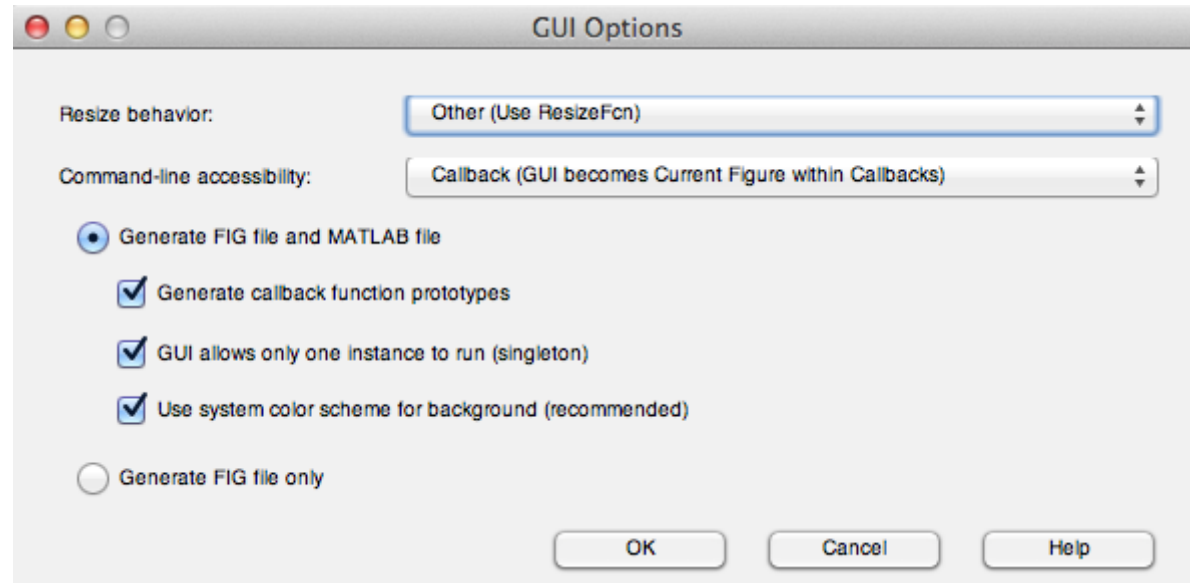 GUI Options
Resize behavior: Other (Use ResizeFcn)
Command-line accessibility: Callback (GUI becomes Current Figure within Callbacks)
Generate FIG file and MATLAB file
Generate callback function prototypes
GUI allows only one instance to run (singleton)
Use system color scheme for background (recommended)
Generate FIG file only
OK Cancel Help